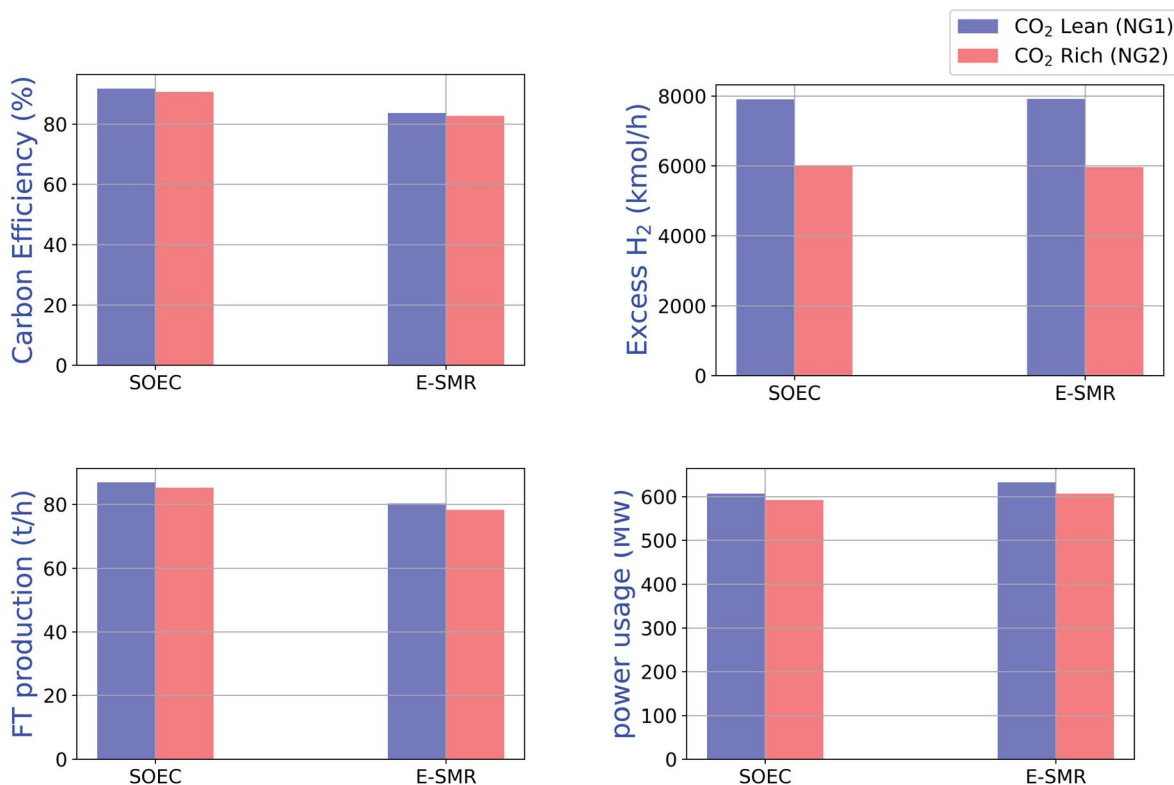 CO₂ Lean (NG1)
CO₂ Rich (NG2)
Carbon Efficiency (%)
80
60
40
20
0
SOEC
E-SMR
Excess H₂ (kmol/h)
8000
6000
4000
2000
0
SOEC
E-SMR
FT production (t/h)
80
60
40
20
0
SOEC
E-SMR
power usage (MW)
600
500
400
300
200
100
0
SOEC
E-SMR